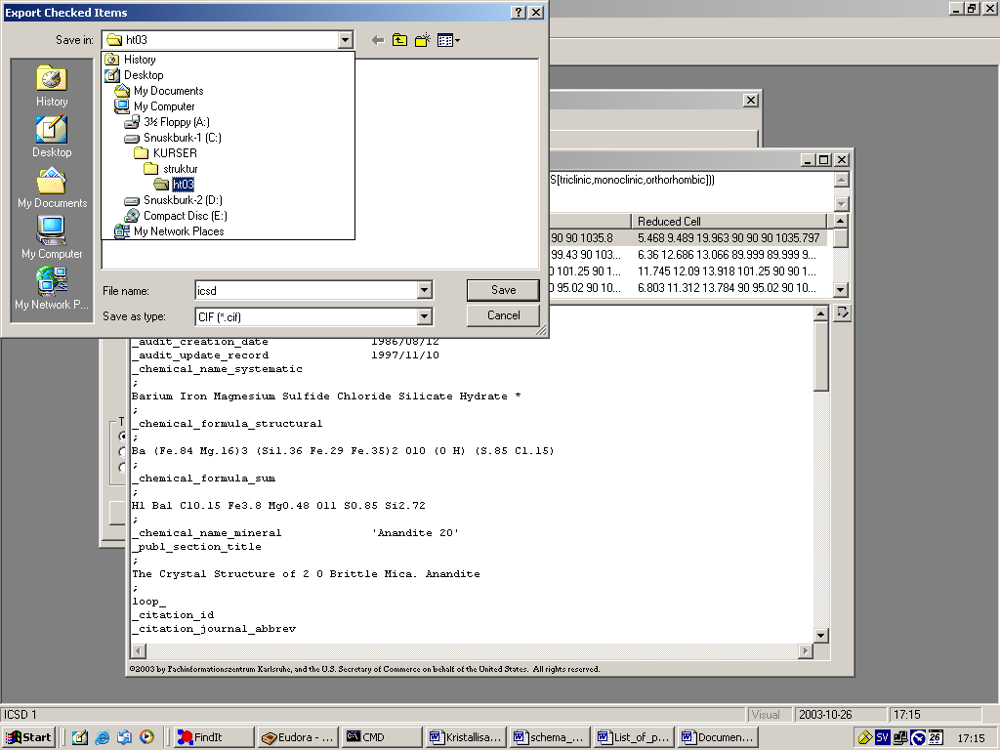 Export Checked Items
Save in: ht03
History
Desktop
My Documents
My Computer
3½ Floppy (A:)
Snuskburk-1 (C:)
KURSER
struktur
ht03
Snuskburk-2 (D:)
Compact Disc (E:)
My Network Places
History
Desktop
My Documents
My Computer
My Network P...
File name: icsd
Save
Save as type: CIF (*.cif)
Cancel
S[triclinic,monoclinic,orthorhombic]))
Reduced Cell
90 90 1035.8 5.468 9.489 19.963 90 90 90 1035.797
99.43 90 103... 6.36 12.686 13.066 89.999 89.999 9...
101.25 90 1... 11.745 12.09 13.918 101.25 90 90 1...
95.02 90 10... 6.803 11.312 13.784 90 95.02 90 10...
_audit_creation_date 1986/08/12
_audit_update_record 1997/11/10
_chemical_name_systematic
;
Barium Iron Magnesium Sulfide Chloride Silicate Hydrate *
;
_chemical_formula_structural
;
Ba (Fe.84 Mg.16)3 (Si1.36 Fe.29 Fe.35)2 O10 (O H) (S.85 Cl.15)
;
_chemical_formula_sum
;
H1 Ba1 Cl0.15 Fe3.8 Mg0.48 O11 S0.85 Si2.72
;
_chemical_name_mineral 'Anandite 2O'
_publ_section_title
;
The Crystal Structure of 2 O Brittle Mica. Anandite
;
loop_
_citation_id
_citation_journal_abbrev
T
©2003 by Fachinformationszentrum Karlsruhe, and the U.S. Secretary of Commerce on behalf of the United States. All rights reserved.
ICSD 1 Visual 2003-10-26 17:15
Start FindIt Eudora - ... CMD Kristallisa... schema_... List_of_p... Documen... SV 26 17:15